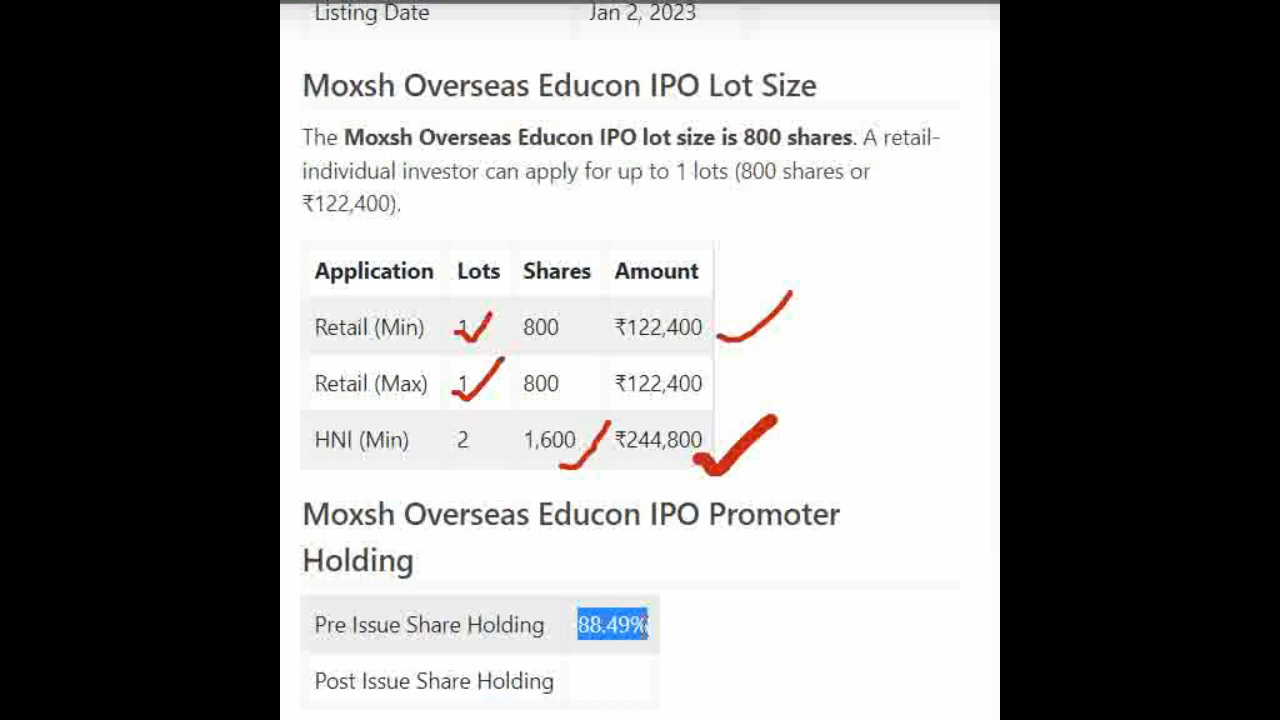 Listing Date Jan 2, 2023
Moxsh Overseas Educon IPO Lot Size
The Moxsh Overseas Educon IPO lot size is 800 shares. A retail-
individual investor can apply for up to 1 lots (800 shares or
₹122,400).
Application Lots Shares Amount
Retail (Min) 1 800 ₹122,400
Retail (Max) 1 800 ₹122,400
HNI (Min) 2 1,600 ₹244,800
Moxsh Overseas Educon IPO Promoter
Holding
Pre Issue Share Holding 88.49%
Post Issue Share Holding